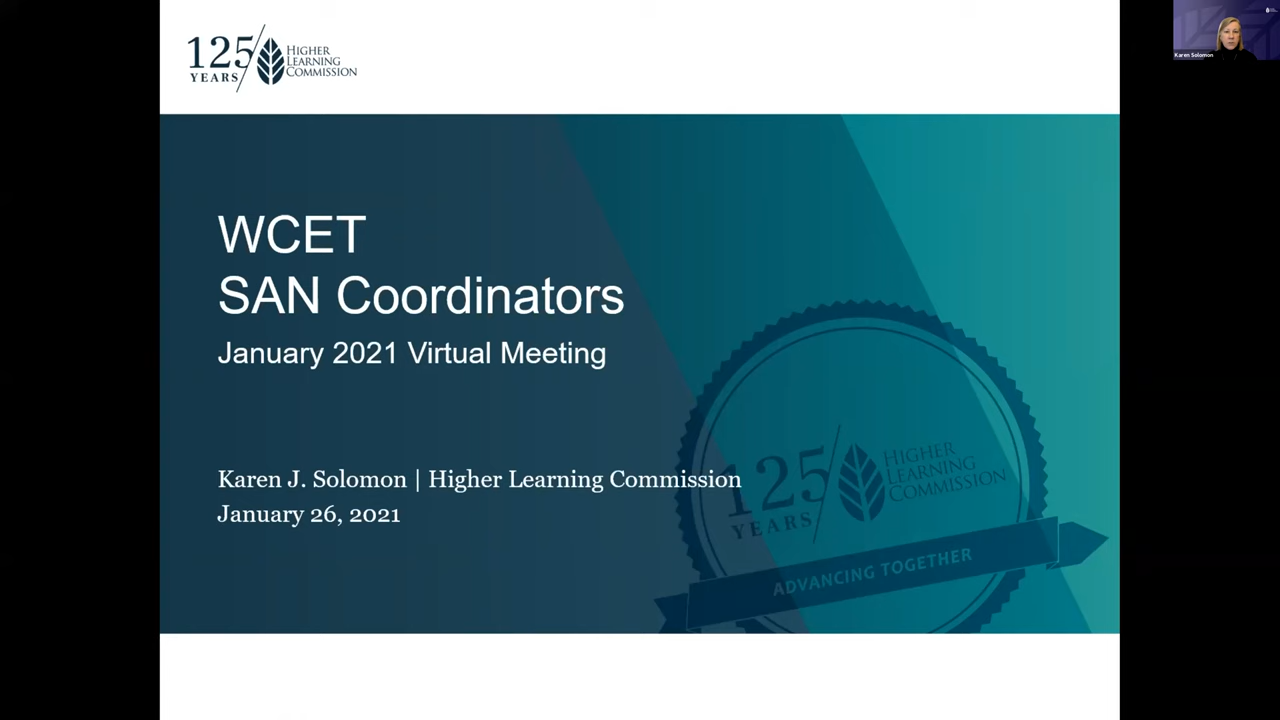 125
YEARS
HIGHER
LEARNING
COMMISSION
Karen Solomon
WCET
SAN Coordinators
January 2021 Virtual Meeting
Karen J. Solomon | Higher Learning Commission
January 26, 2021
125
YEARS
HIGHER
LEARNING
COMMISSION
ADVANCING TOGETHER